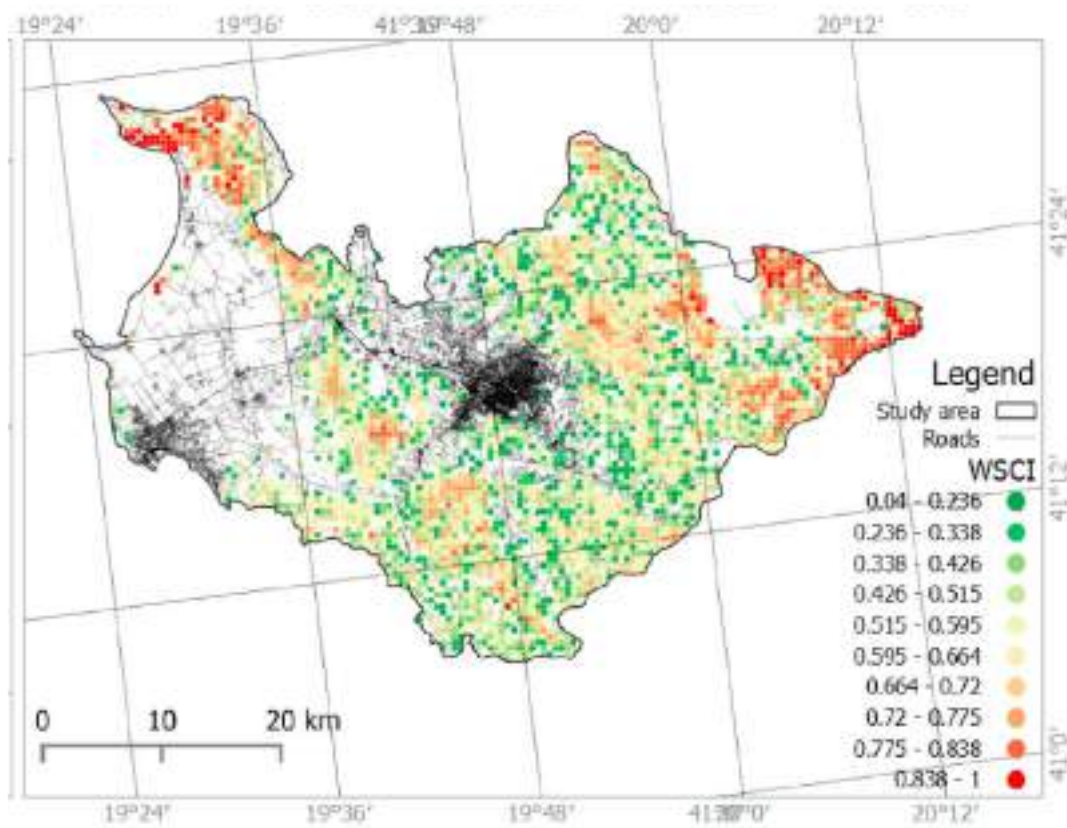 19°24' 19°36' 19°48' 20°0' 20°12'
41°24'
Legend
Study area
Roads
WSCI
0.04 - 0.236
0.236 - 0.338
0.338 - 0.426
0.426 - 0.515
0.515 - 0.595
0.595 - 0.664
0.664 - 0.72
0.72 - 0.775
0.775 - 0.838
0.838 - 1
41°12'
41°0'
0 10 20 km
19°24' 19°36' 19°48' 20°12'